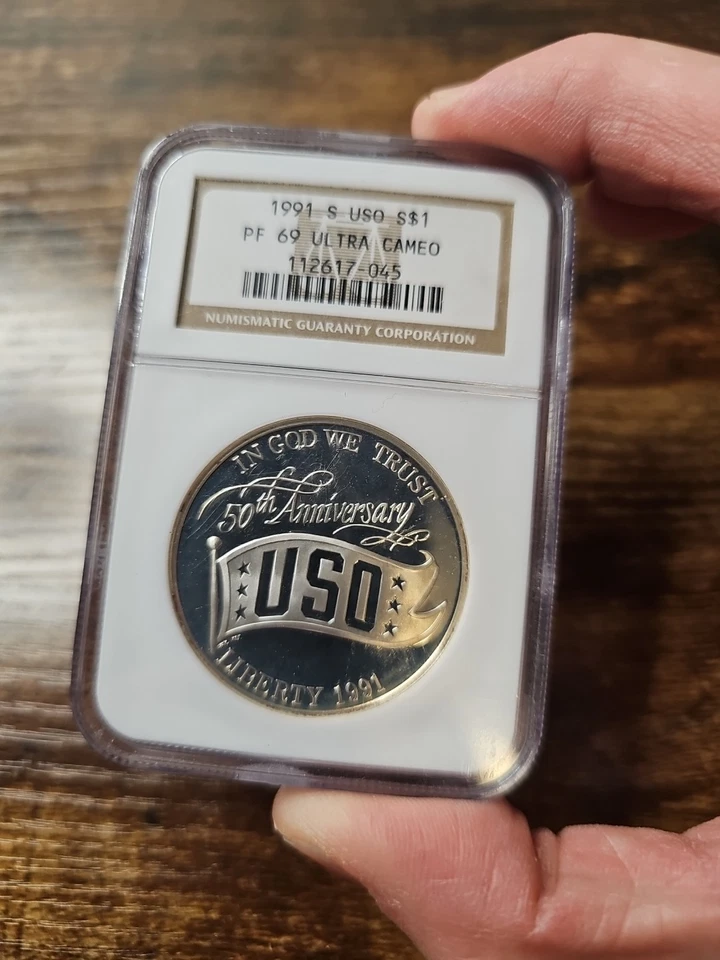 1991 S USO S$1
PF 69 ULTRA CAMEO
112617 045
NUMISMATIC GUARANTY CORPORATION
IN GOD WE TRUST
50th Anniversary
USO
LIBERTY 1991